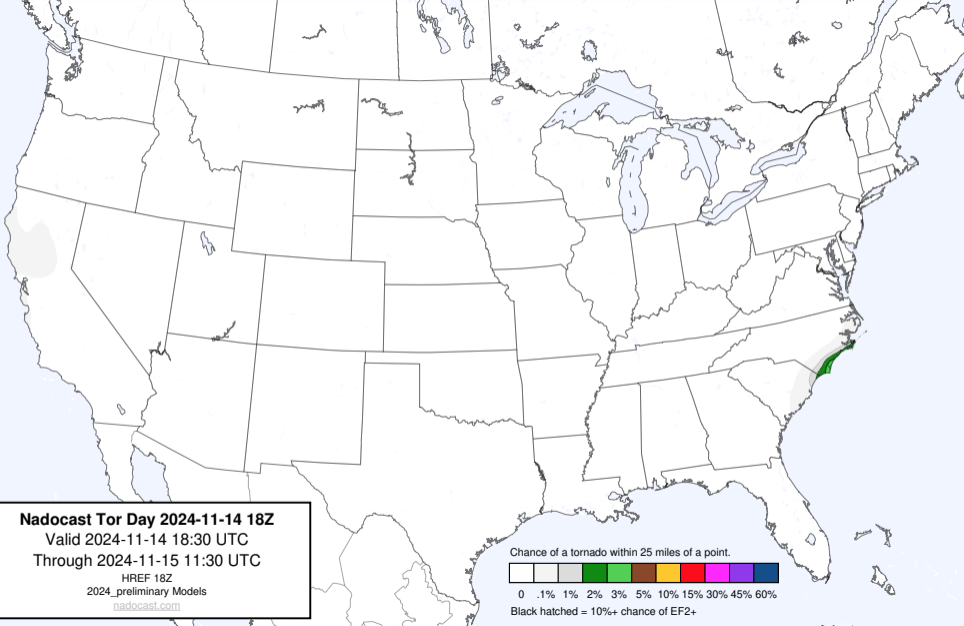 Nadocast Tor Day 2024-11-14 18Z
Valid 2024-11-14 18:30 UTC
Through 2024-11-15 11:30 UTC
HREF 18Z
2024_preliminary Models
nadocast.com
Chance of a tornado within 25 miles of a point.
0 .1% 1% 2% 3% 5% 10% 15% 30% 45% 60%
Black hatched = 10%+ chance of EF2+